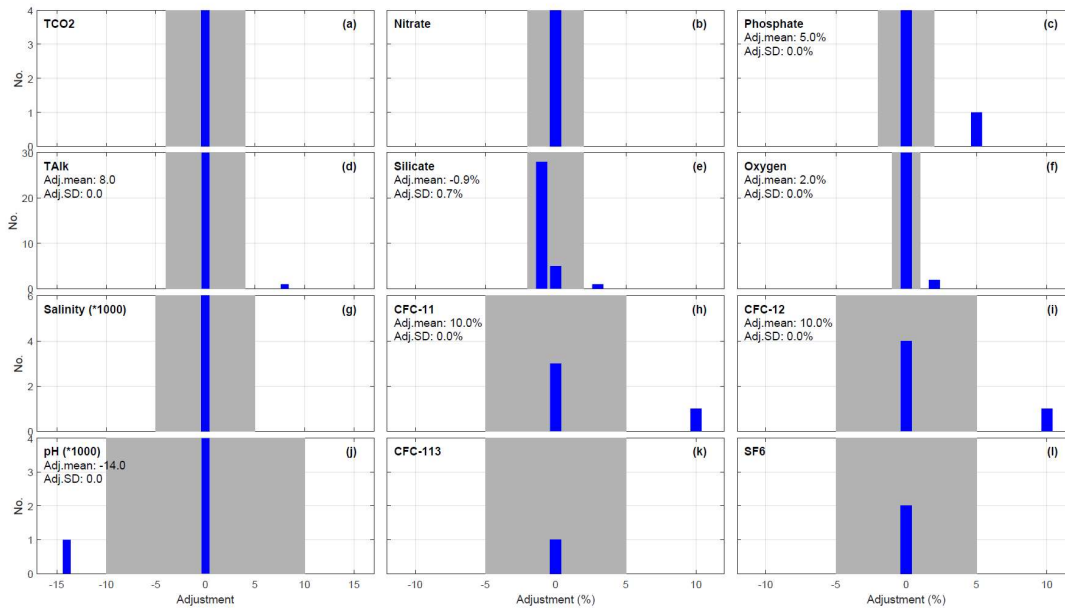 TCO2 (a)
Nitrate (b)
Phosphate (c)
Adj.mean: 5.0%
Adj.SD: 0.0%
4
3
2
1
0
No.
TAlk (d)
Adj.mean: 8.0
Adj.SD: 0.0
Silicate (e)
Adj.mean: -0.9%
Adj.SD: 0.7%
Oxygen (f)
Adj.mean: 2.0%
Adj.SD: 0.0%
30
20
10
0
No.
Salinity (*1000) (g)
CFC-11 (h)
Adj.mean: 10.0%
Adj.SD: 0.0%
CFC-12 (i)
Adj.mean: 10.0%
Adj.SD: 0.0%
6
4
2
0
No.
pH (*1000) (j)
Adj.mean: -14.0
Adj.SD: 0.0
CFC-113 (k)
SF6 (l)
4
3
2
1
0
No.
-15 -10 -5 0 5 10 15
-10 -5 0 5 10
-10 -5 0 5 10
Adjustment
Adjustment (%)
Adjustment (%)